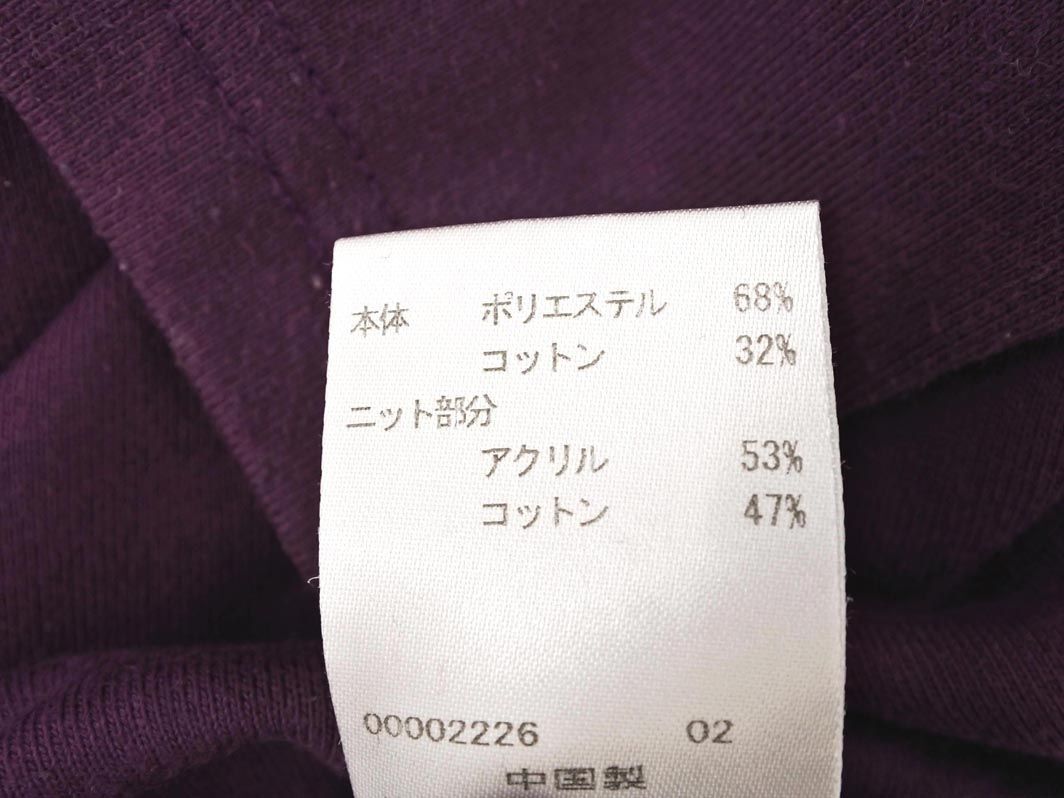 本体 ポリエステル 68%
コットン 32%
ニット部分
アクリル 53%
コットン 47%
00002226 02
中国製